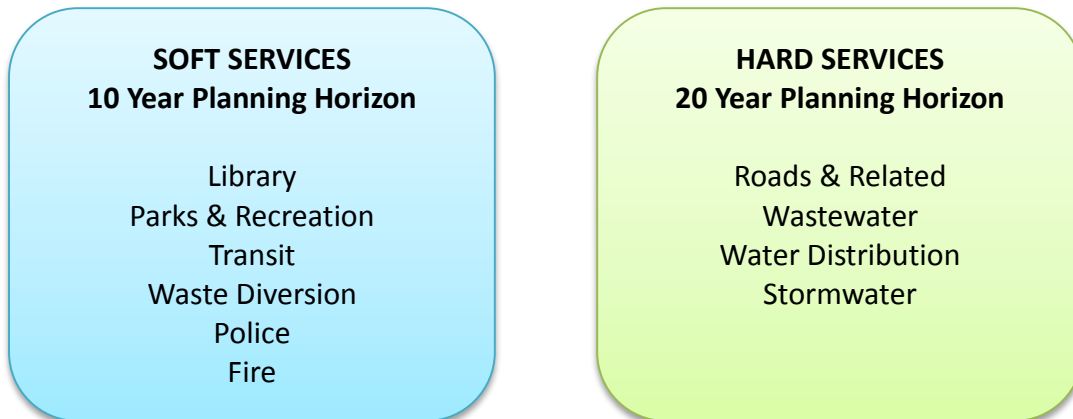 SOFT SERVICES
10 Year Planning Horizon
Library
Parks & Recreation
Transit
Waste Diversion
Police
Fire
HARD SERVICES
20 Year Planning Horizon
Roads & Related
Wastewater
Water Distribution
Stormwater